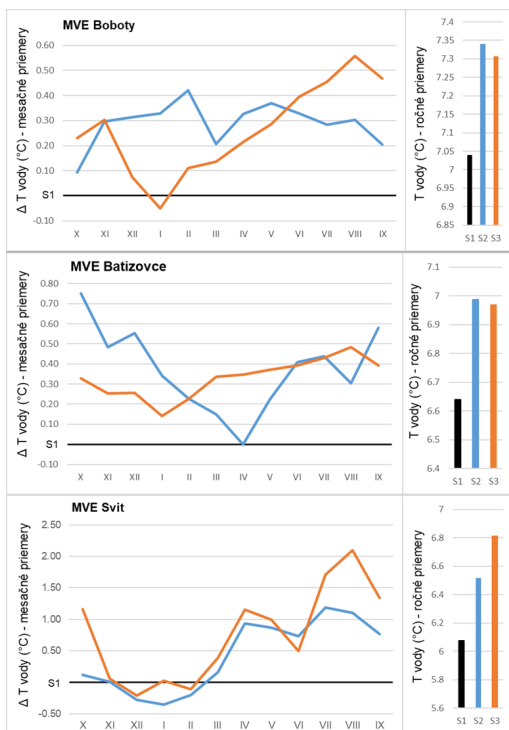 MVE Boboty
Δ T vody (°C) - mesačné priemery
0.60
0.50
0.40
0.30
0.20
0.10
S1
-0.10
X XI XII I II III IV V VI VII VIII IX
T vody (°C) - ročné priemery
7.4
7.35
7.3
7.25
7.2
7.15
7.1
7.05
7
6.95
6.9
6.85
S1 S2 S3
MVE Batizovce
Δ T vody (°C) - mesačné priemery
0.80
0.70
0.60
0.50
0.40
0.30
0.20
0.10
S1
-0.10
X XI XII I II III IV V VI VII VIII IX
T vody (°C) - ročné priemery
7.1
7
6.9
6.8
6.7
6.6
6.5
6.4
S1 S2 S3
MVE Svit
Δ T vody (°C) - mesačné priemery
2.50
2.00
1.50
1.00
0.50
S1
-0.50
X XI XII I II III IV V VI VII VIII IX
T vody (°C) - ročné priemery
7
6.8
6.6
6.4
6.2
6
5.8
5.6
S1 S2 S3